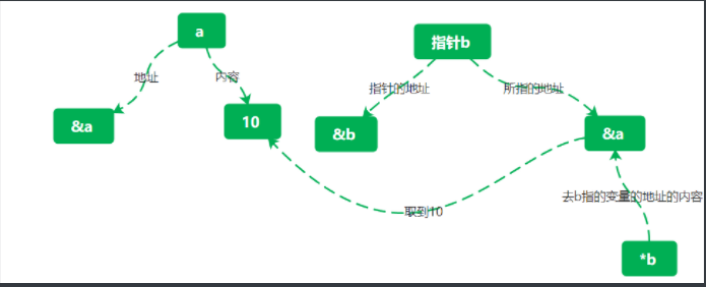 a
指针b
地址
内容
指针的地址
所指的地址
&a
10
&b
&a
去b指的变量的地址的内容
取到10
*b